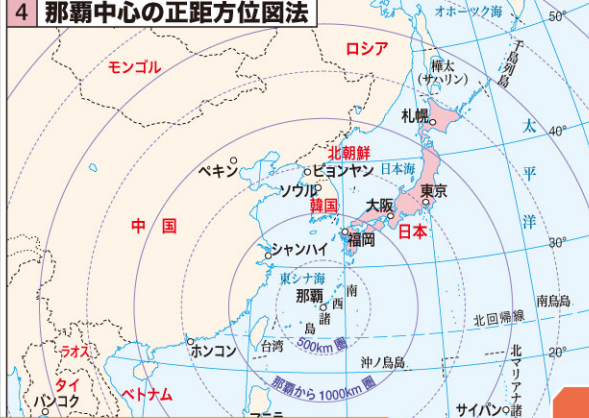 4 那覇中心の正距方位図法
オホーツク海
50°
ロシア
モンゴル
樺太
(サハリン)
千島列島
札幌
太平洋
40°
北朝鮮
ペキン
ピョンヤン
日本海
ソウル
韓国
大阪
東京
中国
福岡
日本
シャンハイ
30°
東シナ海
那覇
南西諸島
南鳥島
北回帰線
500km圏
台湾
ホンコン
ラオス
沖ノ鳥島
20°
那覇から1000km圏
北マリアナ諸
タイ
バンコク
ベトナム
サイパン
マニラ